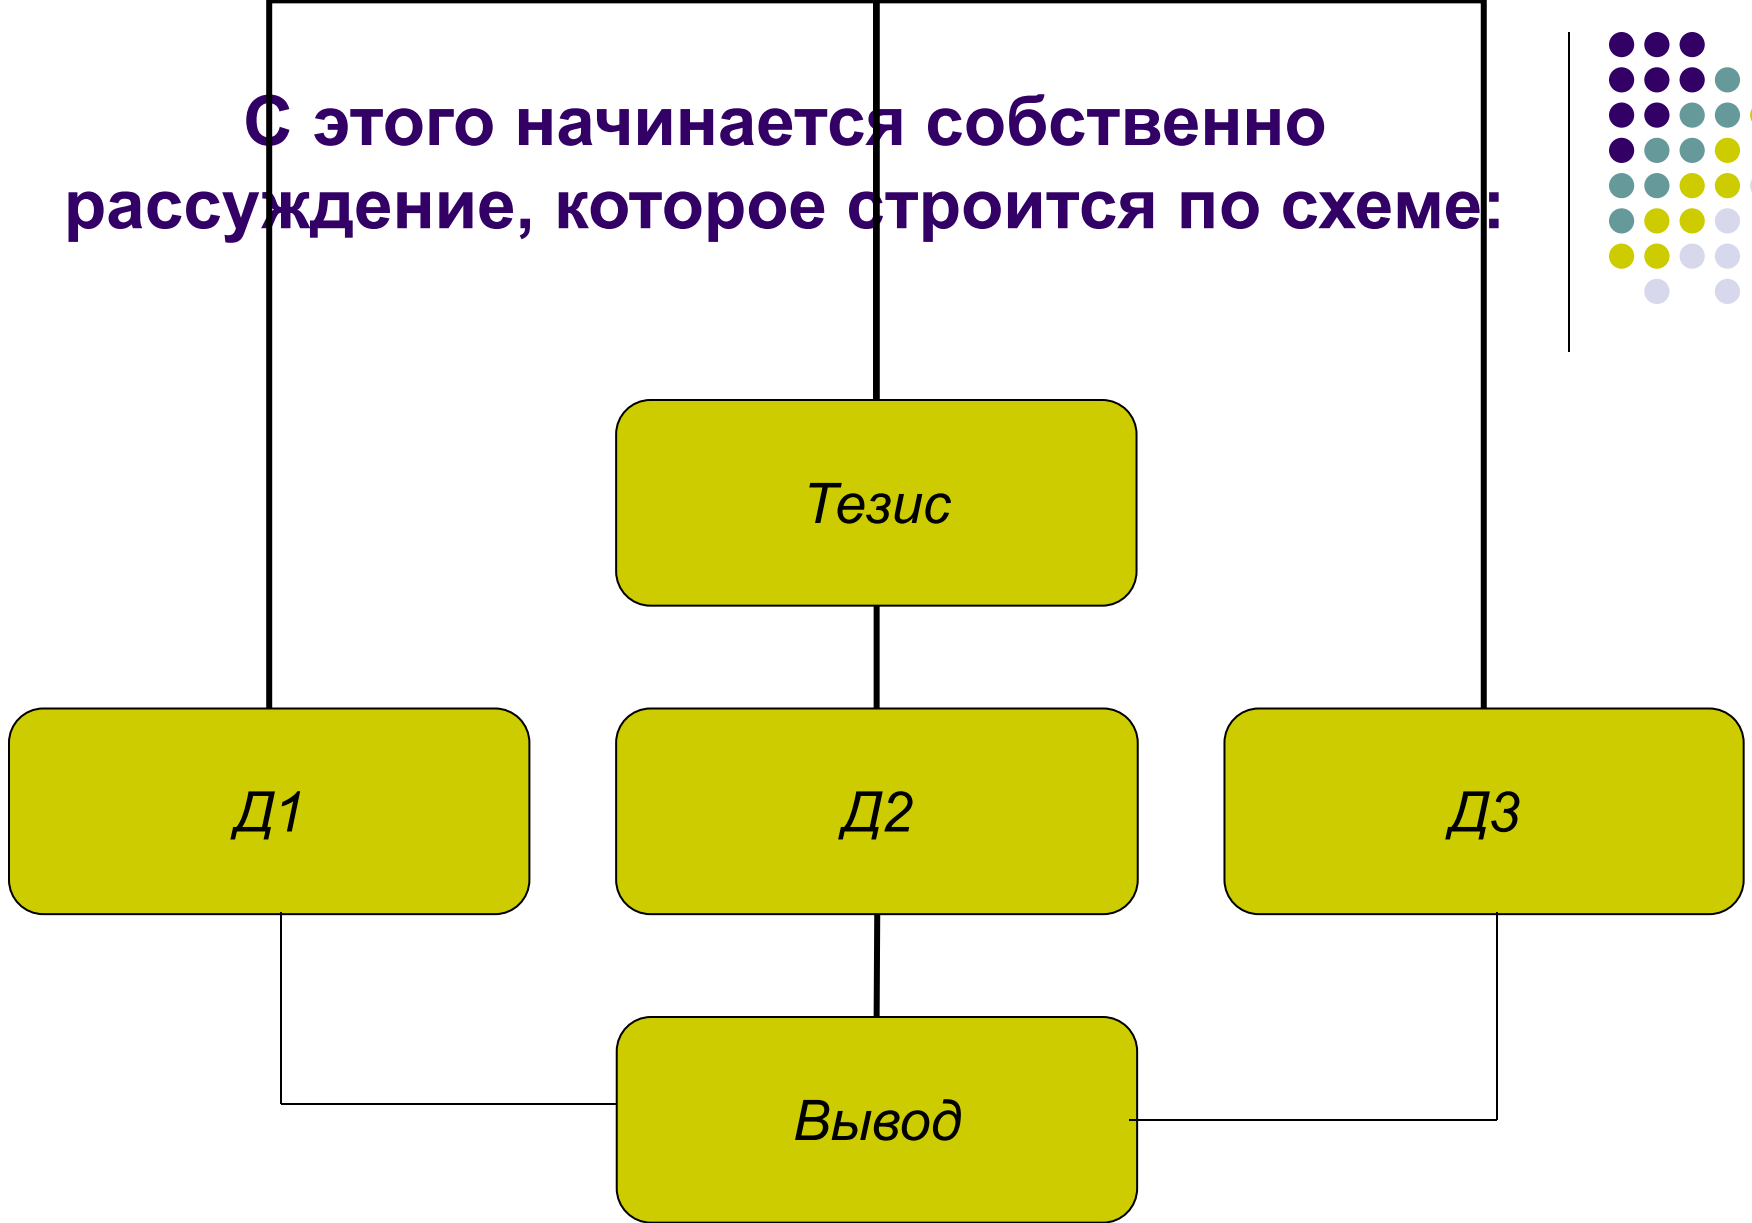 С этого начинается собственно
рассуждение, которое строится по схеме:
Тезис
Д1
Д2
Д3
Вывод